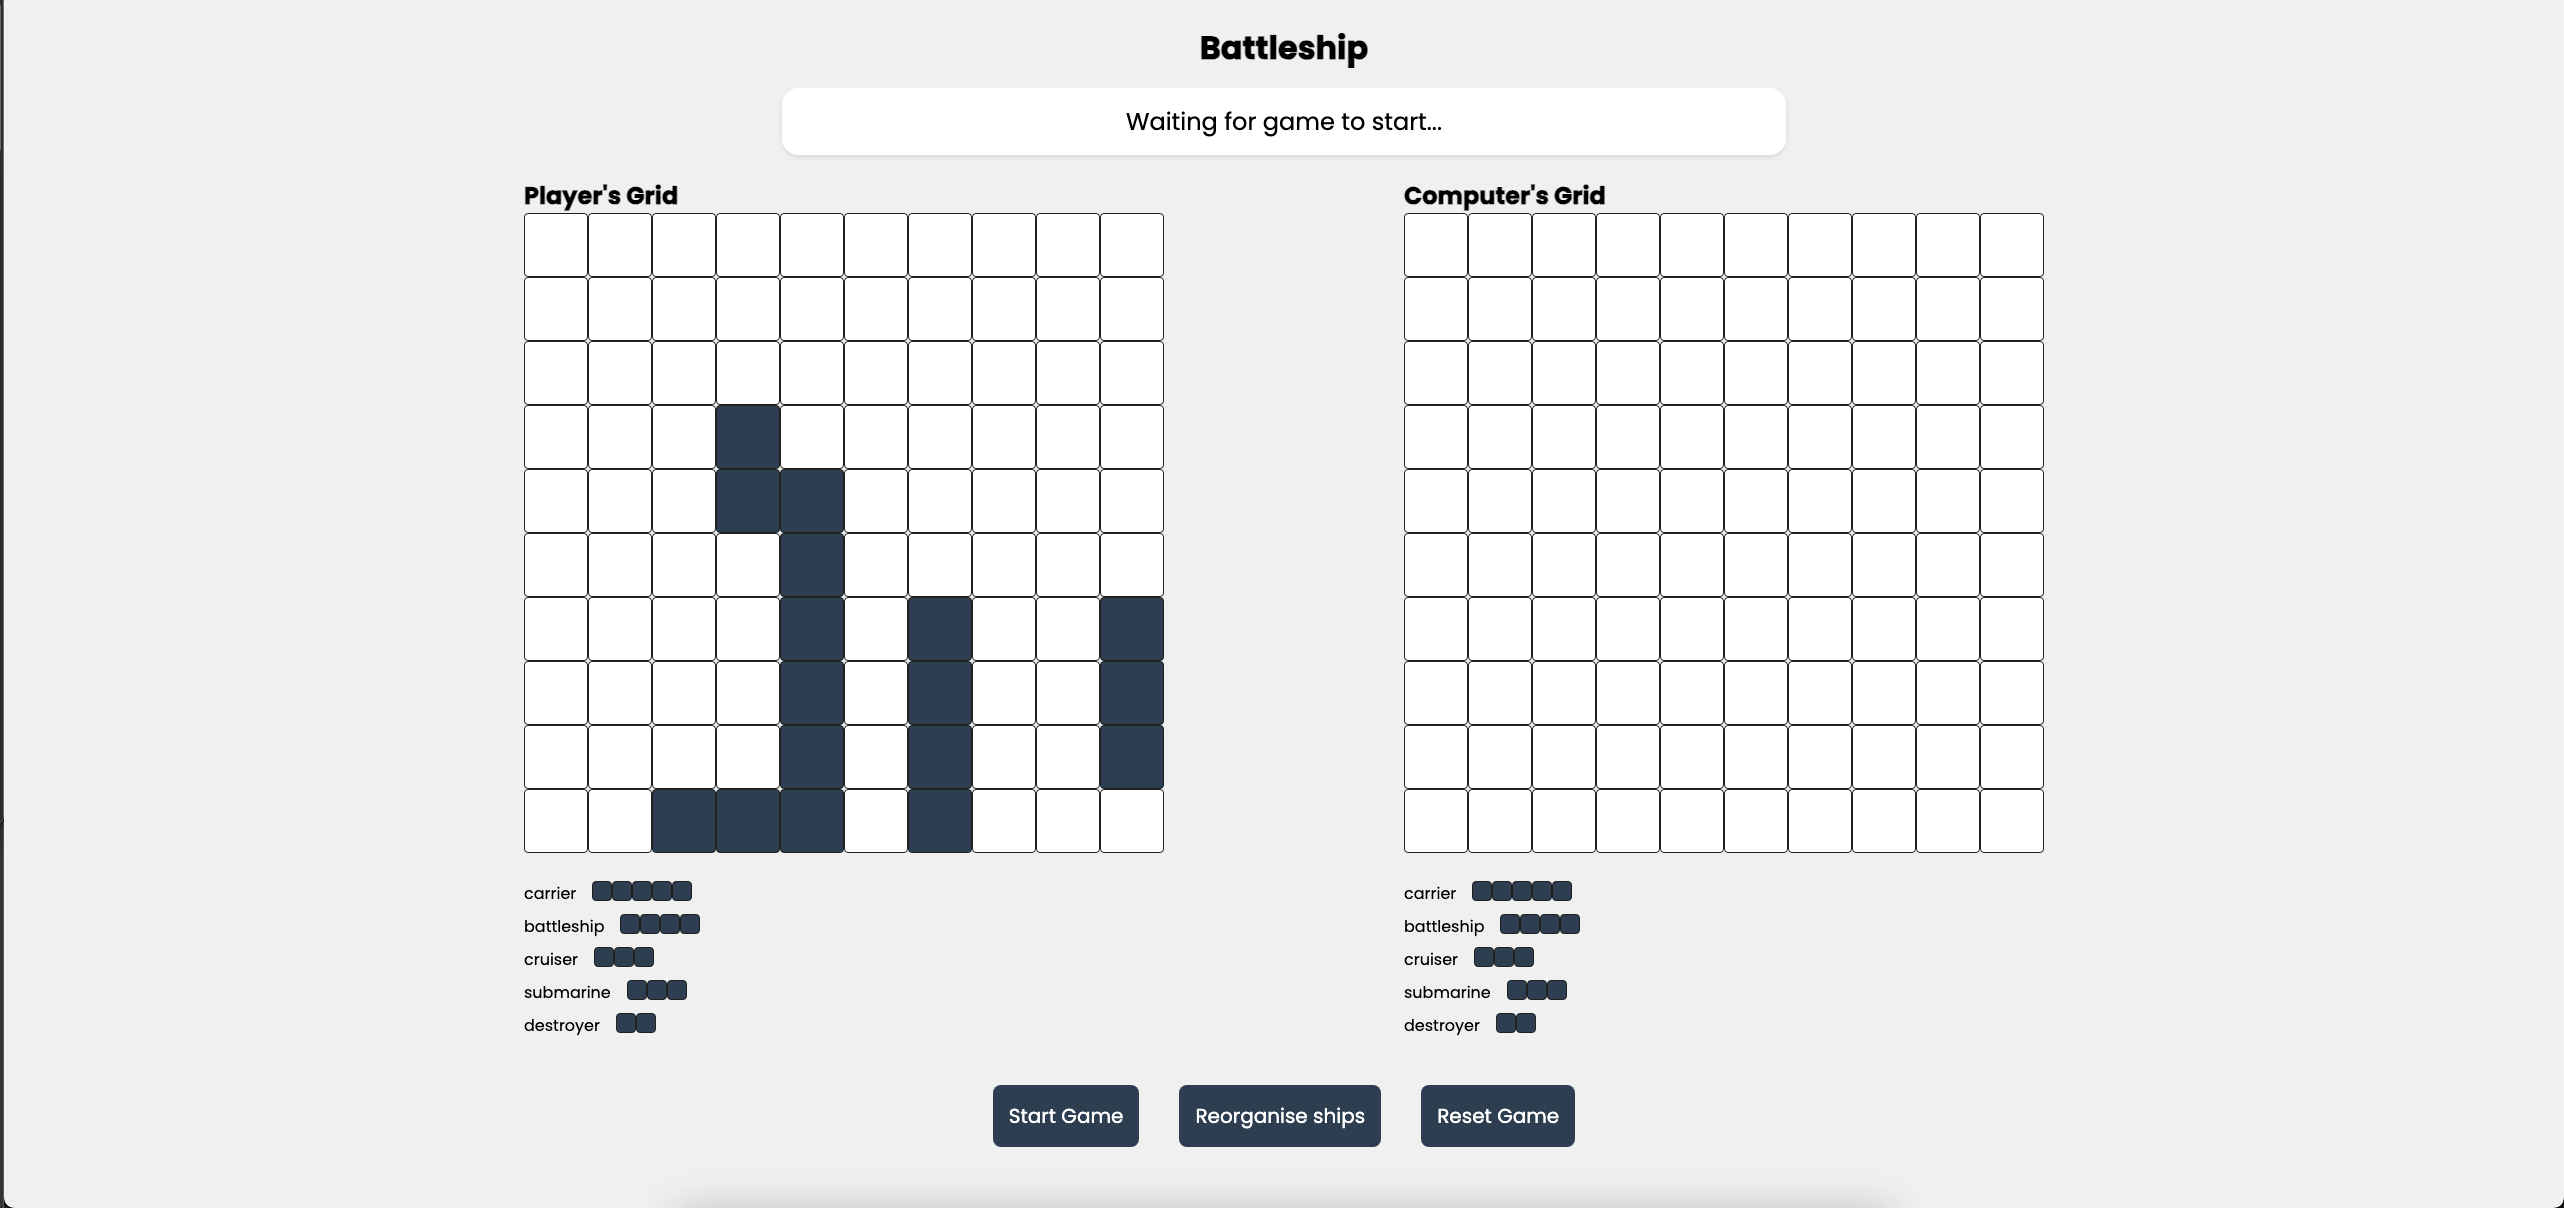 Battleship
Waiting for game to start...
Player's Grid
Computer's Grid
carrier
battleship
cruiser
submarine
destroyer
carrier
battleship
cruiser
submarine
destroyer
Start Game
Reorganise ships
Reset Game